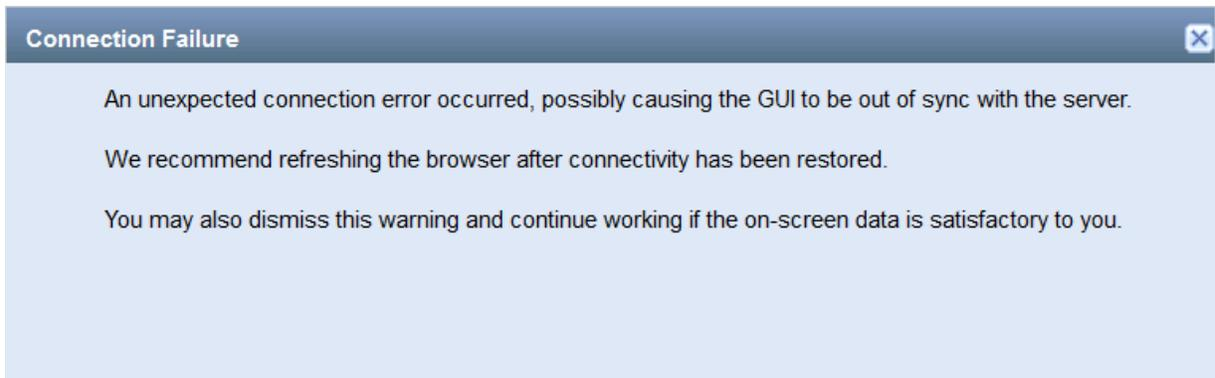 Connection Failure
An unexpected connection error occurred, possibly causing the GUI to be out of sync with the server.
We recommend refreshing the browser after connectivity has been restored.
You may also dismiss this warning and continue working if the on-screen data is satisfactory to you.